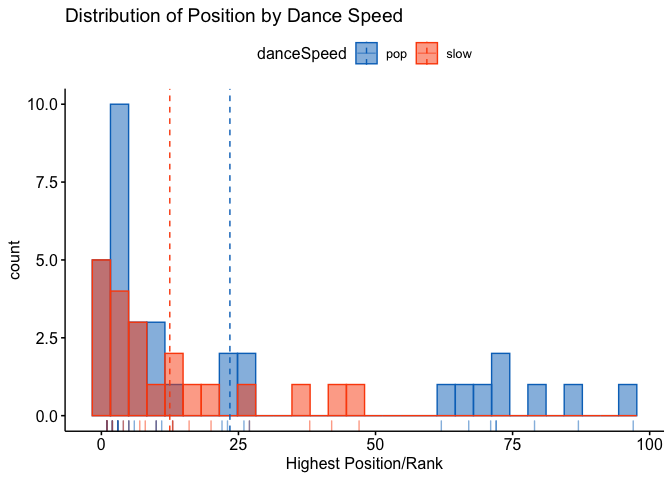 Distribution of Position by Dance Speed
danceSpeed pop slow
10.0
7.5
5.0
2.5
0.0
count
0 25 50 75 100
Highest Position/Rank